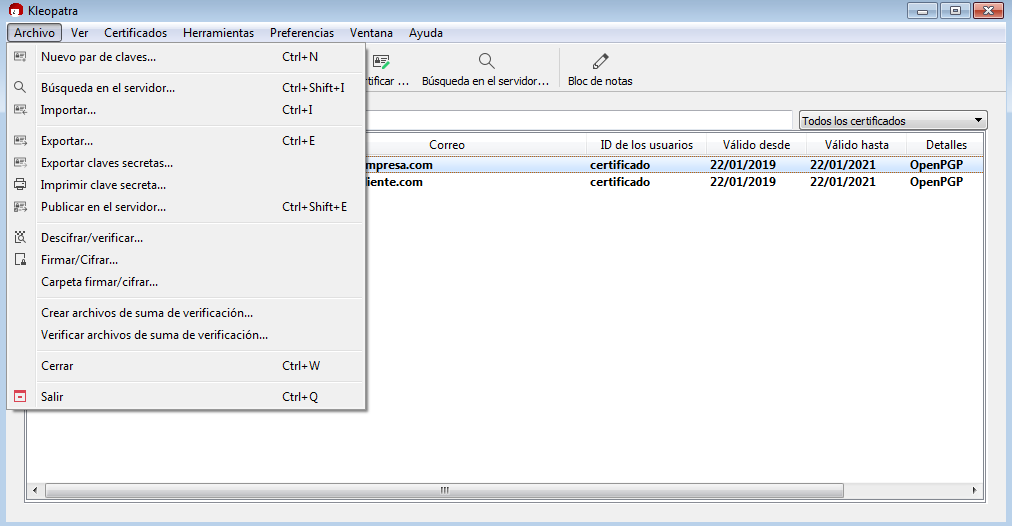 Kleopatra
Archivo Ver Certificados Herramientas Preferencias Ventana Ayuda
Nuevo par de claves... Ctrl+N
Búsqueda en el servidor... Ctrl+Shift+I
Importar... Ctrl+I
Exportar... Ctrl+E
Exportar claves secretas...
Imprimir clave secreta...
Publicar en el servidor... Ctrl+Shift+E
Descifrar/verificar...
Firmar/Cifrar...
Carpeta firmar/cifrar...
Crear archivos de suma de verificación...
Verificar archivos de suma de verificación...
Cerrar Ctrl+W
Salir Ctrl+Q
tificar ... Búsqueda en el servidor... Bloc de notas
Todos los certificados
Correo ID de los usuarios Válido desde Válido hasta Detalles
mpresa.com certificado 22/01/2019 22/01/2021 OpenPGP
liente.com certificado 22/01/2019 22/01/2021 OpenPGP